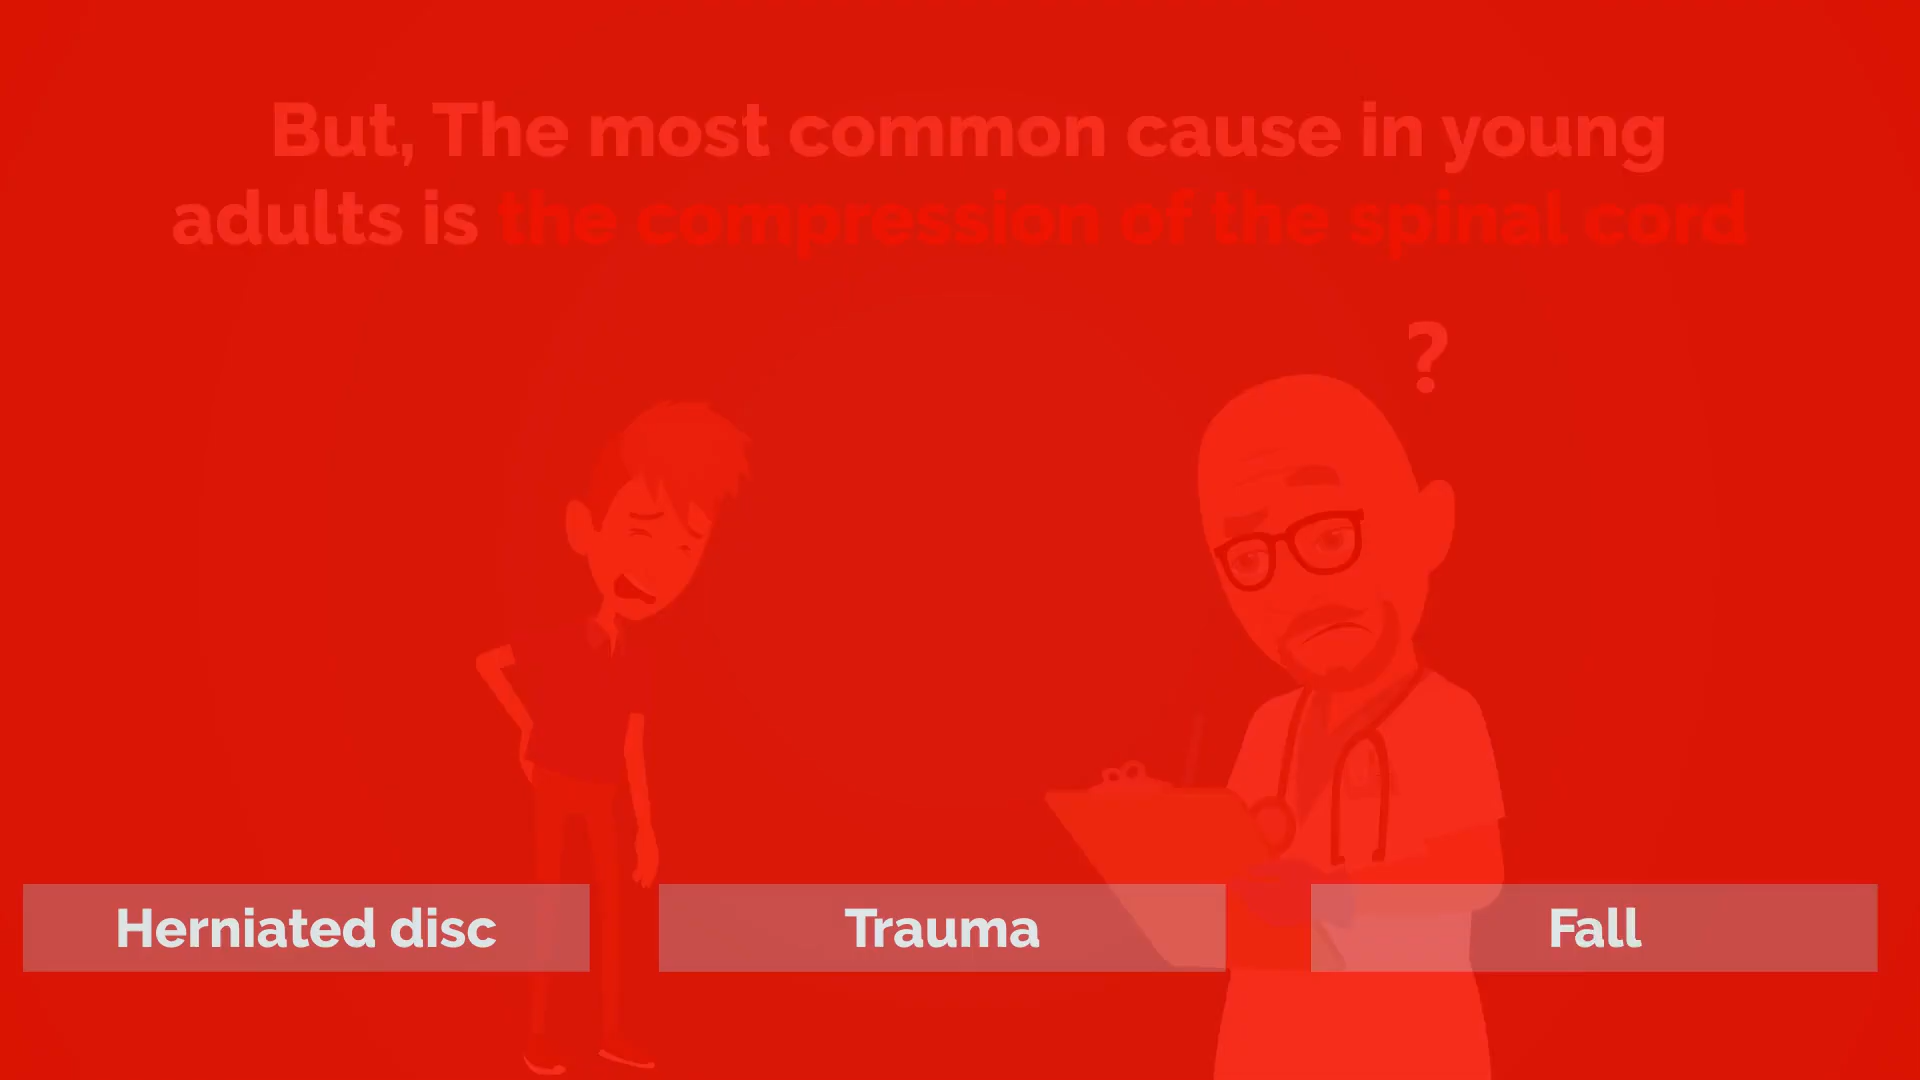 But, The most common cause in young
adults is the compression of the spinal cord
?
Herniated disc
Trauma
Fall